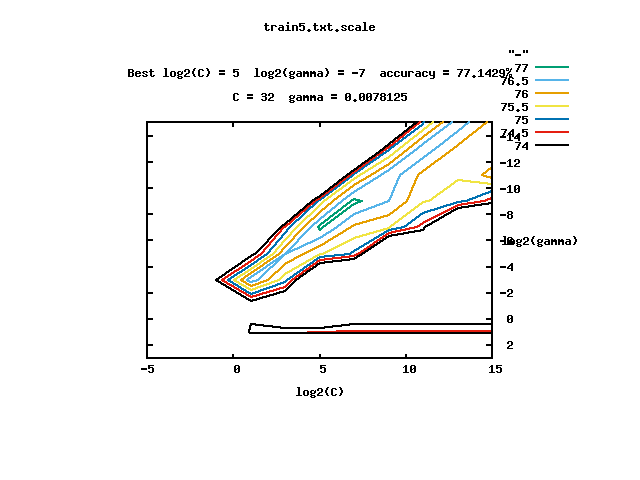 train5.txt.scale
"-"
Best log2(C) = 5 log2(gamma) = -7 accuracy = 77.1429%
77
76.5
C = 32 gamma = 0.0078125
76
75.5
75
74.5
74
-14
-12
-10
-8
-6
log2(gamma)
-4
-2
0
2
-5 0 5 10 15
log2(C)